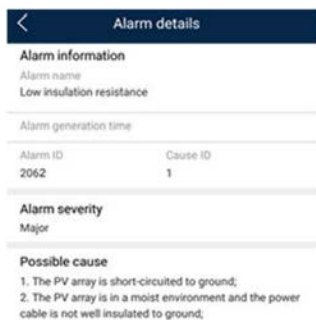 Alarm details
Alarm information
Alarm name
Low insulation resistance
Alarm generation time
Alarm ID Cause ID
2062 1
Alarm severity
Major
Possible cause
1. The PV array is short-circuited to ground;
2. The PV array is in a moist environment and the power
cable is not well insulated to ground;